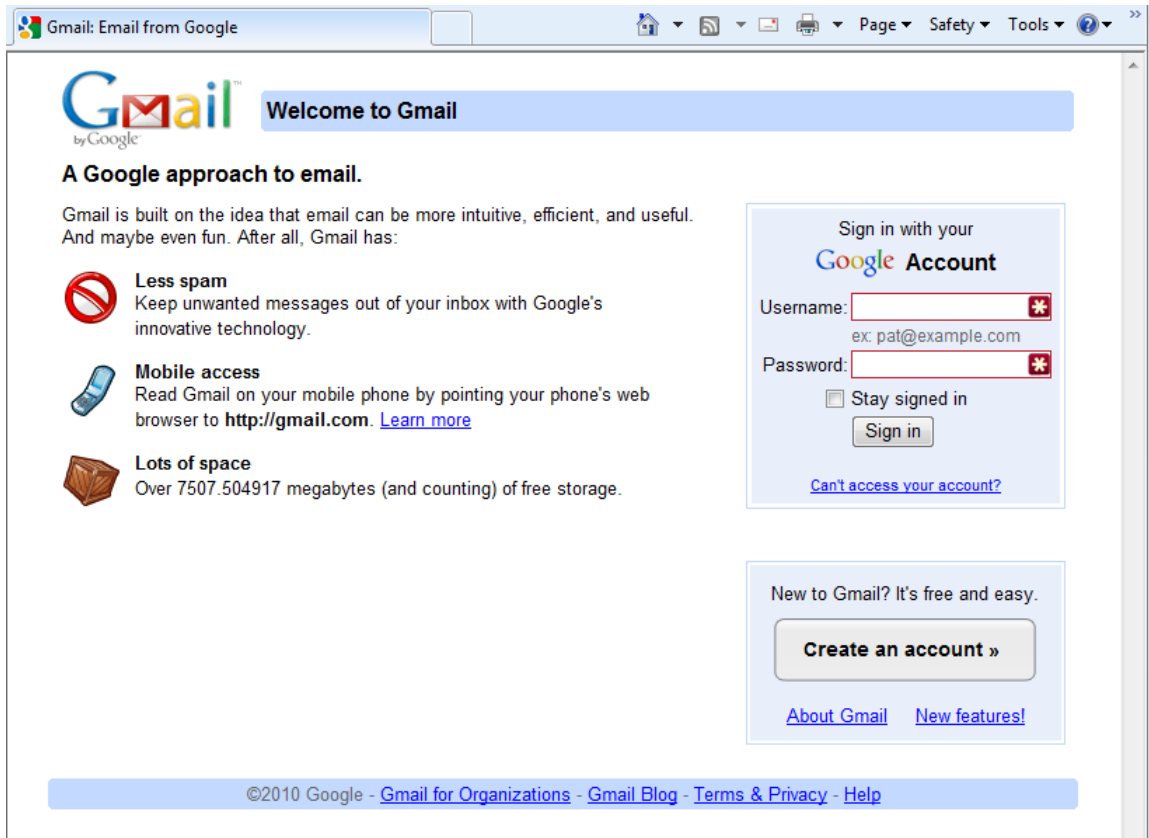 Gmail: Email from Google
Page Safety Tools
Gmail™
by Google™
Welcome to Gmail
A Google approach to email.
Gmail is built on the idea that email can be more intuitive, efficient, and useful.
And maybe even fun. After all, Gmail has:
Less spam
Keep unwanted messages out of your inbox with Google's
innovative technology.
Mobile access
Read Gmail on your mobile phone by pointing your phone's web
browser to http://gmail.com. Learn more
Lots of space
Over 7507.504917 megabytes (and counting) of free storage.
Sign in with your
Google Account
Username:
ex: pat@example.com
Password:
Stay signed in
Sign in
Can't access your account?
New to Gmail? It's free and easy.
Create an account »
About Gmail New features!
©2010 Google - Gmail for Organizations - Gmail Blog - Terms & Privacy - Help